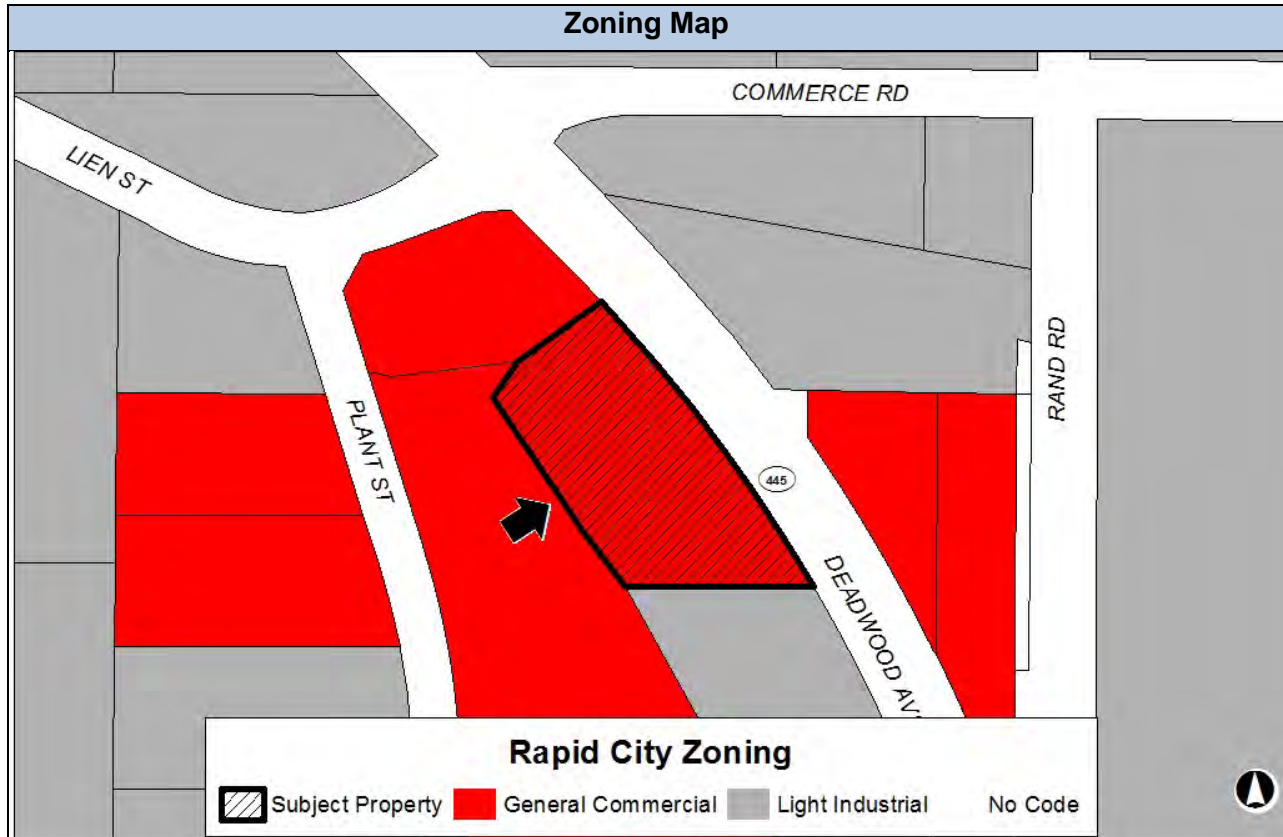 Zoning Map
COMMERCE RD
LIEN ST
RAND RD
PLANT ST
445
DEADWOOD AV
Rapid City Zoning
Subject Property General Commercial Light Industrial No Code